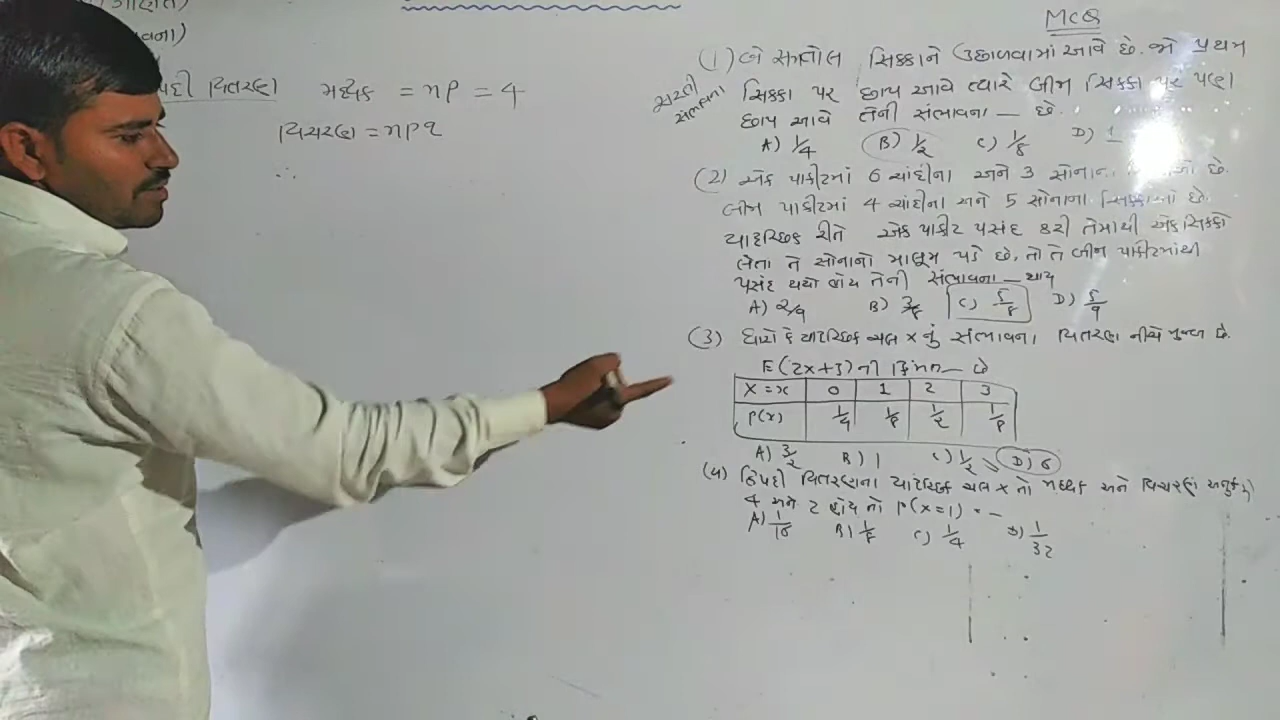 વના)
પદી વિતરણ
મધ્યક = np = 4
વિચરણ = npq
∴
MCQ
(1) બે સમતોલ સિક્કાને ઉછાળવામાં આવે છે. જો પ્રથમ
સિક્કા પર છાપ આવે ત્યારે બીજા સિક્કા પર પણ
છાપ આવે તેની સંભાવના — છે.
શરતી
સંભાવના
A) 1/4 B) 1/2 C) 1/8 D) 1
(2) એક પાકીટમાં 6 ચાંદીના અને 3 સોનાના છે.
બીજા પાકીટમાં 4 ચાંદીના અને 5 સોનાના સિક્કાઓ છે.
યાદચ્છિક રીતે એક પાકીટ પસંદ કરી તેમાથી એક સિક્કો
લેતા તે સોનાનો માલૂમ પડે છે, તો તે બીજા પાકીટમાંથી
પસંદ થયો હોય તેની સંભાવના — થાય
A) 2/9 B) 3/8 C) 5/8 D) 5/9
(3) ધારો કે યાદચ્છિક ચલ X નું સંભાવના વિતરણ નીચે મુજબ છે.
E(2x+3) ની કિંમત — છે
X=x 0 1 2 3
P(x) 1/4 1/8 1/2 1/8
A) 3/2 B) 1 C) 1/2 D) 6
(4) દ્વિપદી વિતરણના યાદચ્છિક ચલ X નો મધ્યક અને વિચરણ અનુક્રમે
4 અને 2 હોય તો P(x=1) = —
A) 1/16 B) 1/8 C) 1/4 D) 1/32